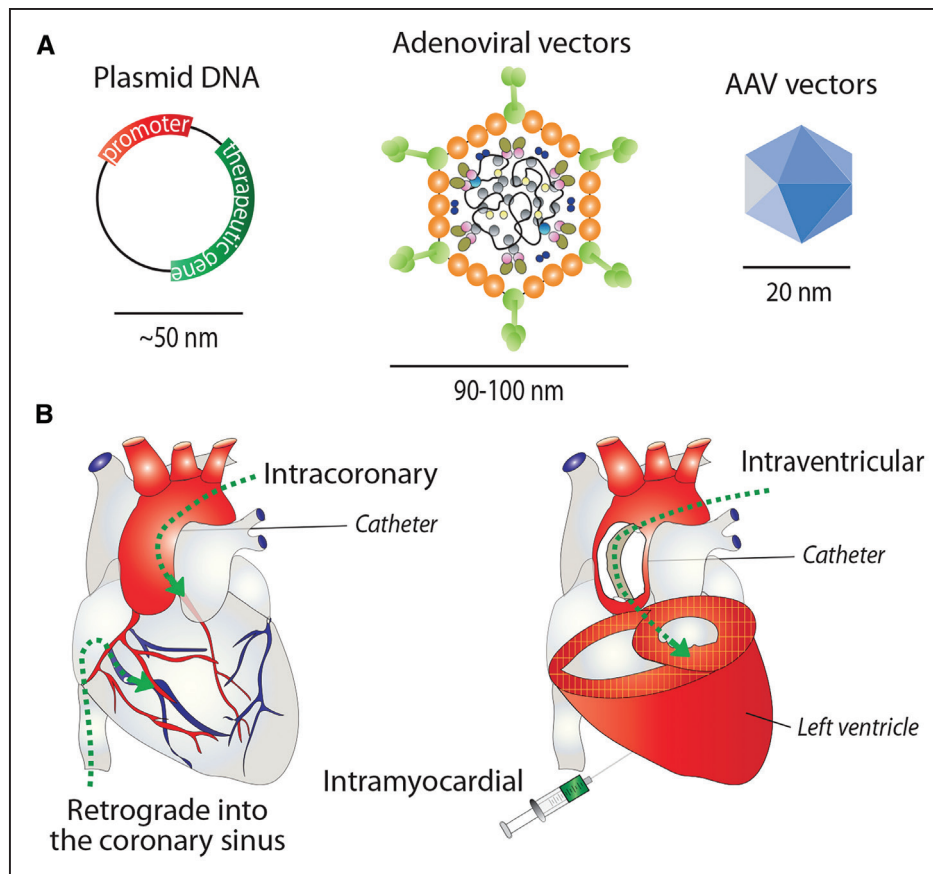 A
Plasmid DNA
promoter
therapeutic gene
~50 nm
Adenoviral vectors
90-100 nm
AAV vectors
20 nm
B
Intracoronary
Catheter
Retrograde into
the coronary sinus
Intraventricular
Catheter
Left ventricle
Intramyocardial